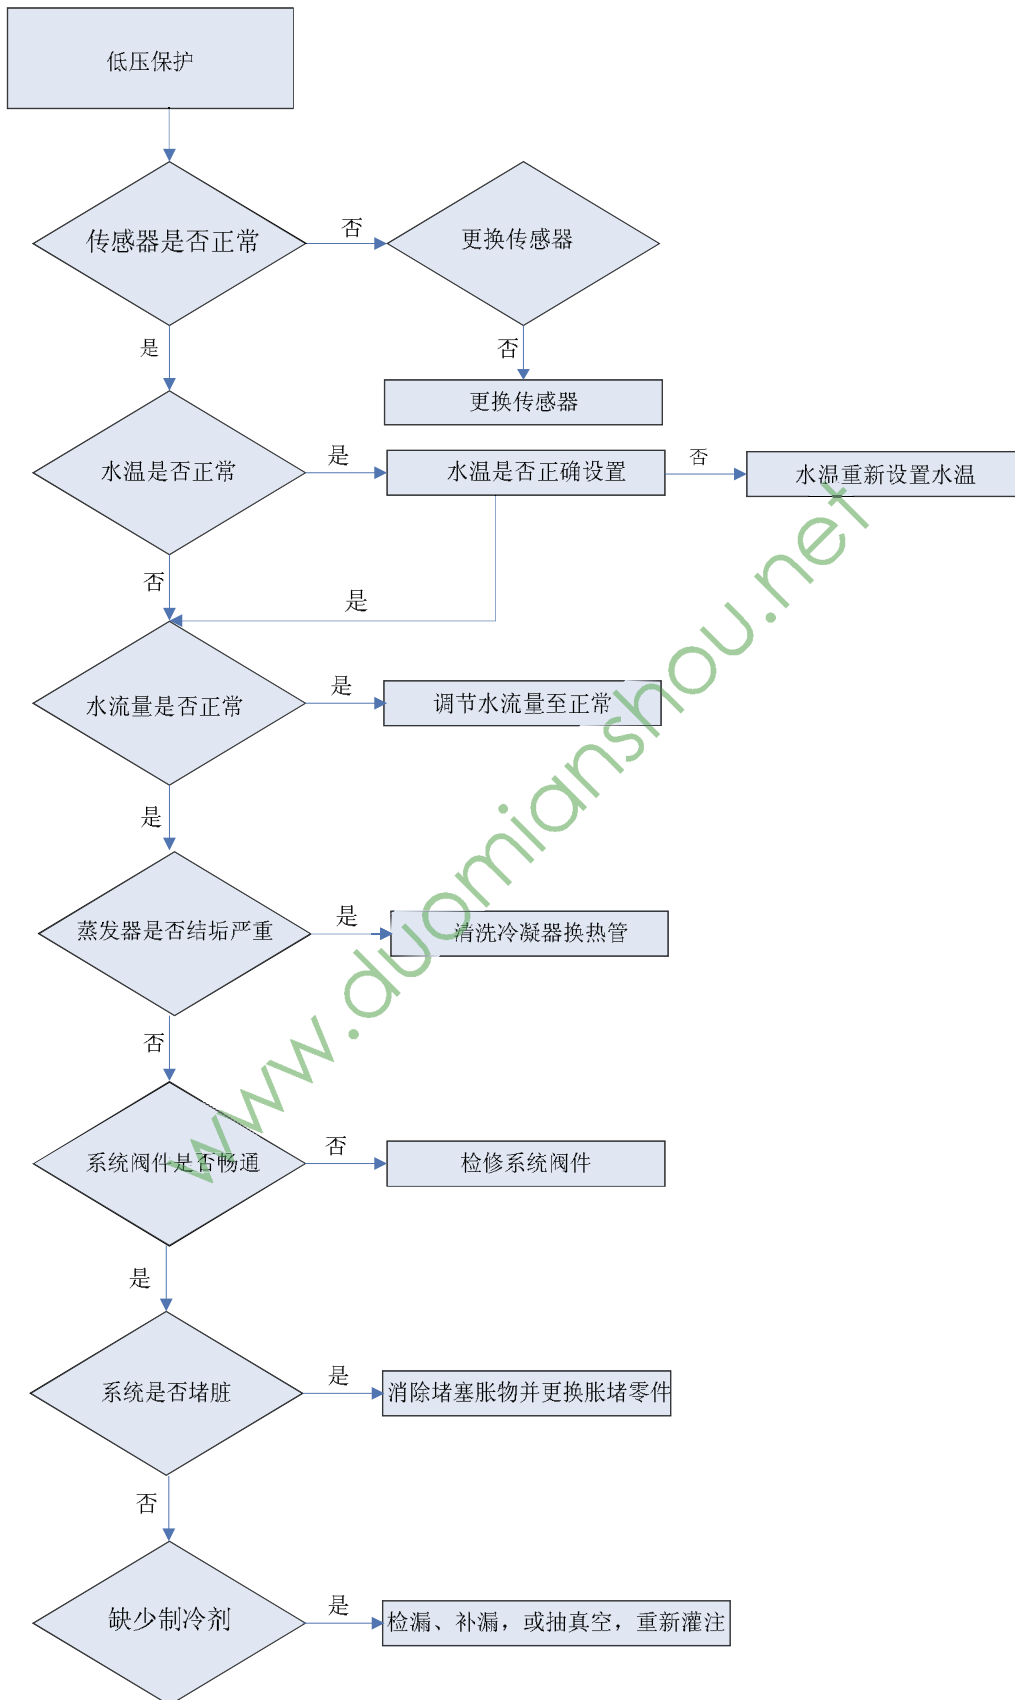 低压保护
传感器是否正常
否
更换传感器
是
否
更换传感器
水温是否正常
是
水温是否正确设置
否
水温重新设置水温
否
是
水流量是否正常
是
调节水流量至正常
是
蒸发器是否结垢严重
是
清洗冷凝器换热管
否
系统阀件是否畅通
否
检修系统阀件
是
系统是否堵脏
是
消除堵塞胀物并更换胀堵零件
否
缺少制冷剂
是
检漏、补漏，或抽真空，重新灌注
www.duomianshou.net